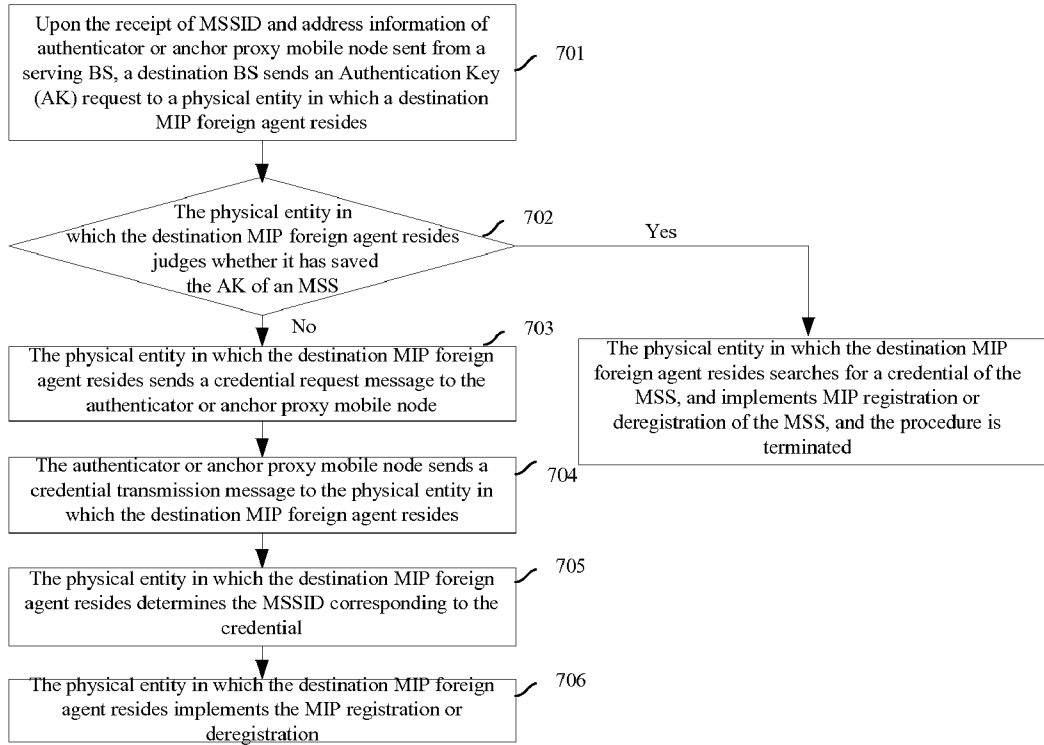 Upon the receipt of MSSID and address information of
authenticator or anchor proxy mobile node sent from a
serving BS, a destination BS sends an Authentication Key
(AK) request to a physical entity in which a destination
MIP foreign agent resides
701
The physical entity in
which the destination MIP foreign agent resides
judges whether it has saved
the AK of an MSS
702
Yes
No
The physical entity in which the destination MIP foreign
agent resides sends a credential request message to the
authenticator or anchor proxy mobile node
703
The physical entity in which the destination MIP
foreign agent resides searches for a credential of the
MSS, and implements MIP registration or
deregistration of the MSS, and the procedure is
terminated
The authenticator or anchor proxy mobile node sends a
credential transmission message to the physical entity in
which the destination MIP foreign agent resides
704
The physical entity in which the destination MIP foreign
agent resides determines the MSSID corresponding to the
credential
705
The physical entity in which the destination MIP foreign
agent resides implements the MIP registration or
deregistration
706